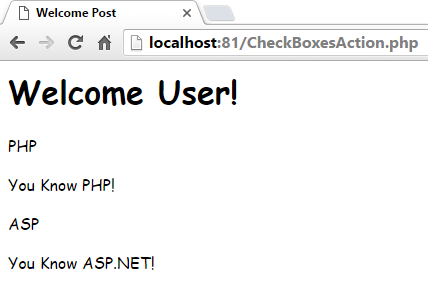 Welcome Post
localhost:81/CheckBoxesAction.php
Welcome User!
PHP
You Know PHP!
ASP
You Know ASP.NET!